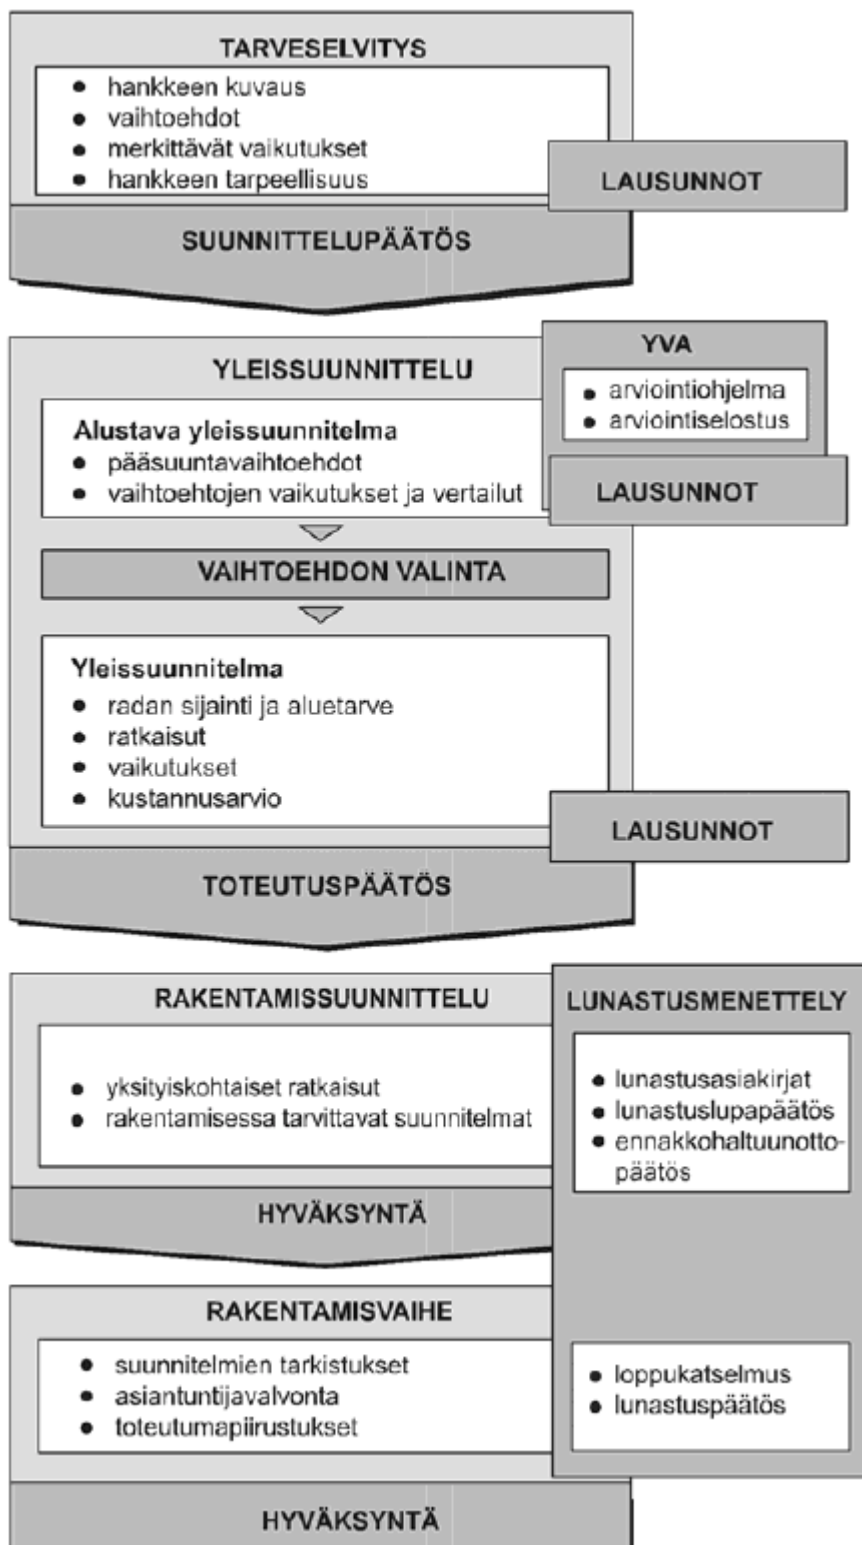 TARVESELVITYS
● hankkeen kuvaus
● vaihtoehdot
● merkittävät vaikutukset
● hankkeen tarpeellisuus
LAUSUNNOT
SUUNNITTELUPÄÄTÖS
YLEISSUUNNITTELU
Alustava yleissuunnitelma
● pääsuuntavaihtoehdot
● vaihtoehtojen vaikutukset ja vertailut
YVA
● arviointiohjelma
● arviointiselostus
LAUSUNNOT
VAIHTOEHDON VALINTA
Yleissuunnitelma
● radan sijainti ja aluetarve
● ratkaisut
● vaikutukset
● kustannusarvio
LAUSUNNOT
TOTEUTUSPÄÄTÖS
RAKENTAMISSUUNNITTELU
● yksityiskohtaiset ratkaisut
● rakentamisessa tarvittavat suunnitelmat
HYVÄKSYNTÄ
LUNASTUSMENETTELY
● lunastusasiakirjat
● lunastuslupapäätös
● ennakkohaltuunotto-
päätös
RAKENTAMISVAIHE
● suunnitelmien tarkistukset
● asiantuntijavalvonta
● toteutumapiirustukset
● loppukatselmus
● lunastuspäätös
HYVÄKSYNTÄ